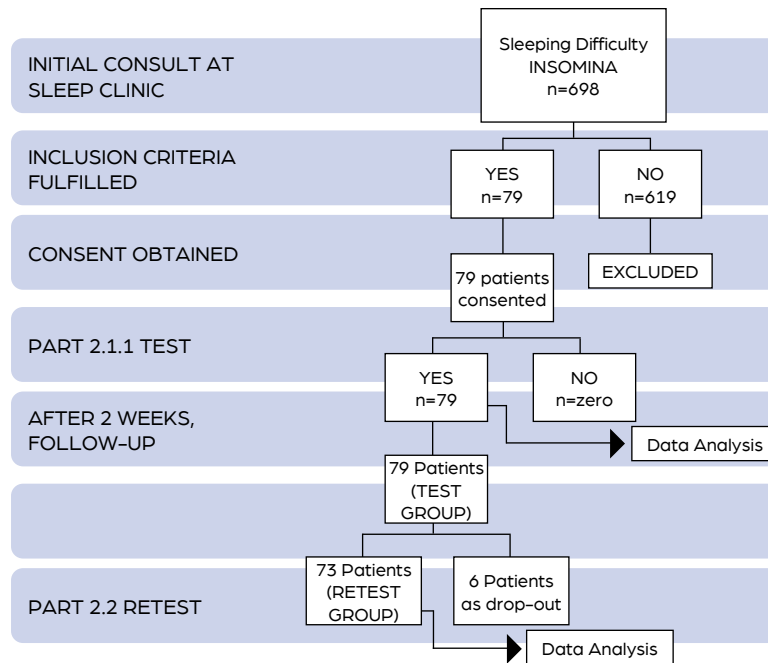 Sleeping Difficulty
INSOMINA
n=698
INITIAL CONSULT AT
SLEEP CLINIC
INCLUSION CRITERIA
FULFILLED
YES
n=79
NO
n=619
CONSENT OBTAINED
79 patients
consented
EXCLUDED
PART 2.1.1 TEST
YES
n=79
NO
n=zero
AFTER 2 WEEKS,
FOLLOW-UP
Data Analysis
79 Patients
(TEST
GROUP)
PART 2.2 RETEST
73 Patients
(RETEST
GROUP)
6 Patients
as drop-out
Data Analysis